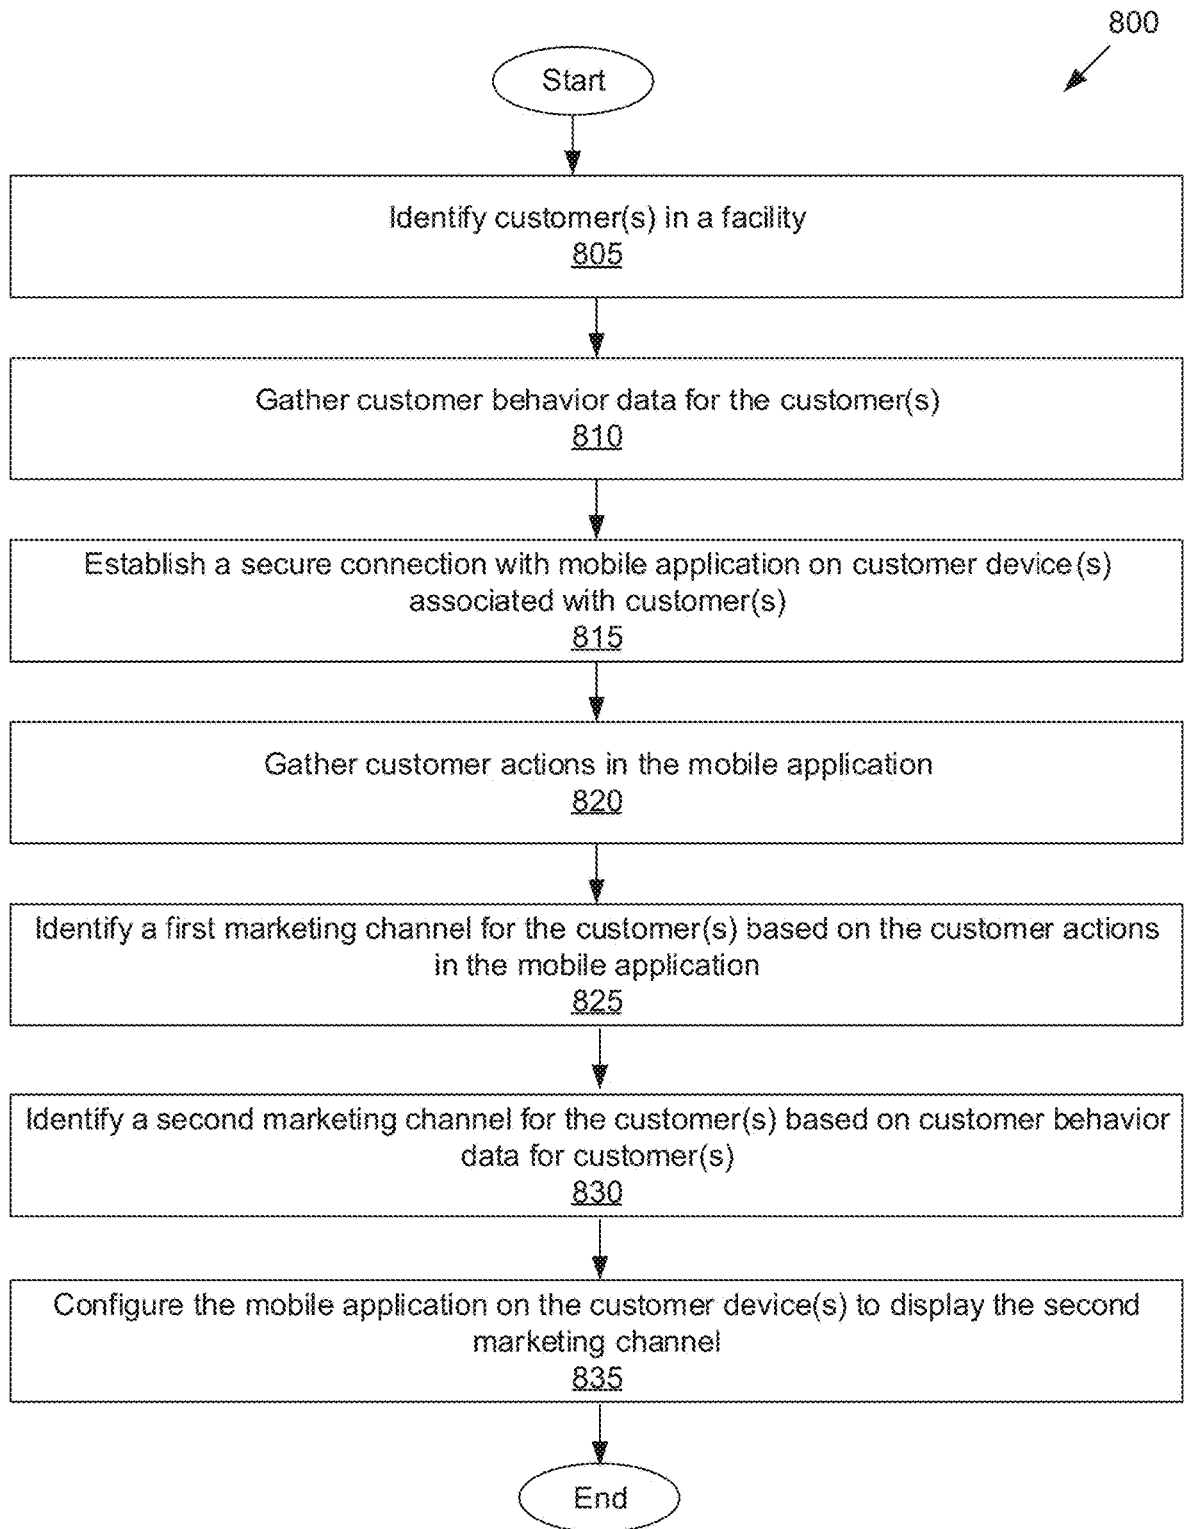 800
Start
Identify customer(s) in a facility
805
Gather customer behavior data for the customer(s)
810
Establish a secure connection with mobile application on customer device(s)
associated with customer(s)
815
Gather customer actions in the mobile application
820
Identify a first marketing channel for the customer(s) based on the customer actions
in the mobile application
825
Identify a second marketing channel for the customer(s) based on customer behavior
data for customer(s)
830
Configure the mobile application on the customer device(s) to display the second
marketing channel
835
End